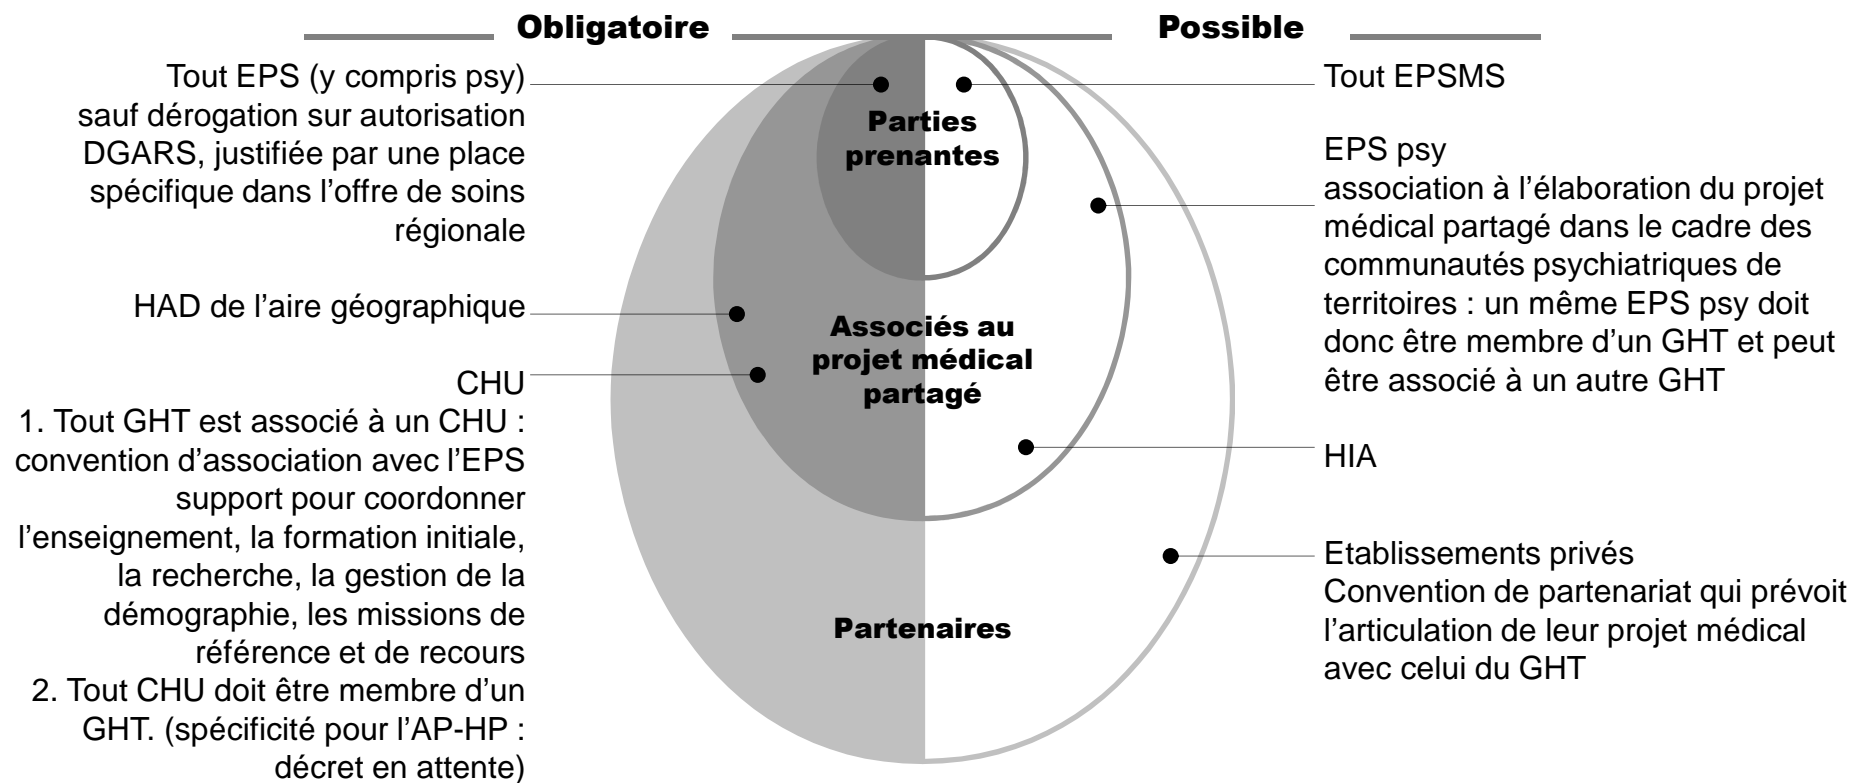 Obligatoire
Possible
Tout EPS (y compris psy)
sauf dérogation sur autorisation
DGARS, justifiée par une place
spécifique dans l’offre de soins
régionale
HAD de l’aire géographique
CHU
1. Tout GHT est associé à un CHU :
convention d’association avec l’EPS
support pour coordonner
l’enseignement, la formation initiale,
la recherche, la gestion de la
démographie, les missions de
référence et de recours
2. Tout CHU doit être membre d’un
GHT. (spécificité pour l’AP-HP :
décret en attente)
Parties
prenantes
Associés au
projet médical
partagé
Partenaires
Tout EPSMS
EPS psy
association à l’élaboration du projet
médical partagé dans le cadre des
communautés psychiatriques de
territoires : un même EPS psy doit
donc être membre d’un GHT et peut
être associé à un autre GHT
HIA
Etablissements privés
Convention de partenariat qui prévoit
l’articulation de leur projet médical
avec celui du GHT